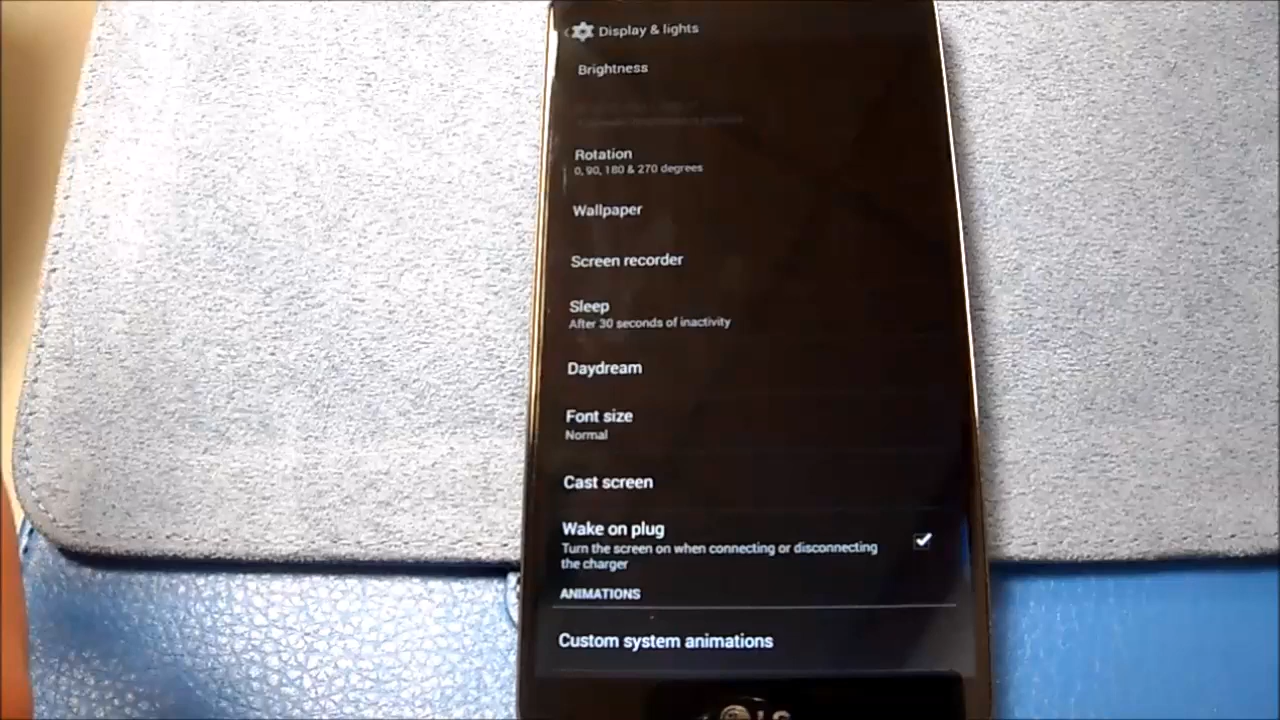 Display & lights
Brightness
Rotation
0, 90, 180 & 270 degrees
Wallpaper
Screen recorder
Sleep
After 30 seconds of inactivity
Daydream
Font size
Normal
Cast screen
Wake on plug
Turn the screen on when connecting or disconnecting
the charger
ANIMATIONS
Custom system animations
LG